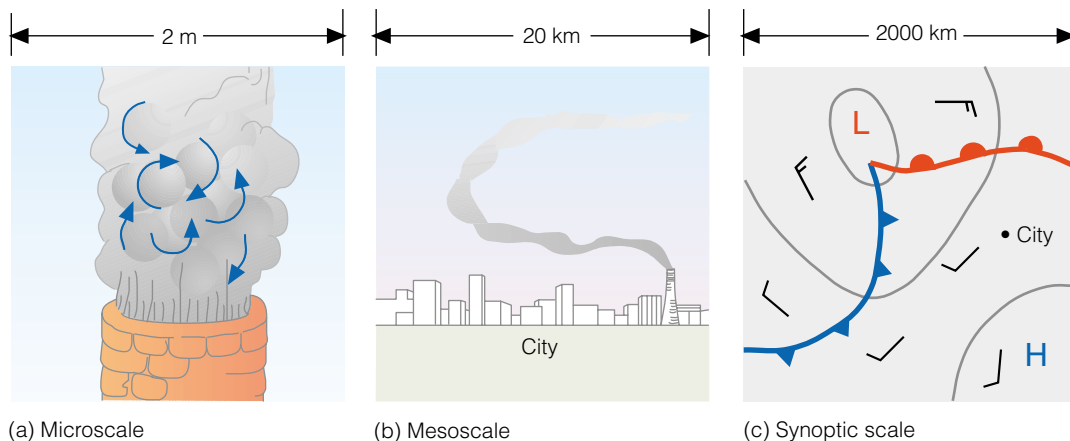 2 m
20 km
2000 km
L
City
H
City
(a) Microscale
(b) Mesoscale
(c) Synoptic scale